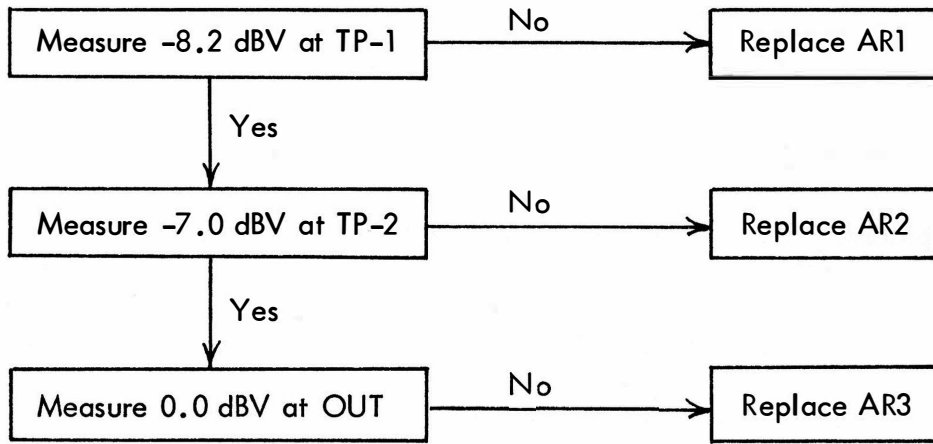 Measure -8.2 dBV at TP-1
No
Replace AR1
Yes
Measure -7.0 dBV at TP-2
No
Replace AR2
Yes
Measure 0.0 dBV at OUT
No
Replace AR3